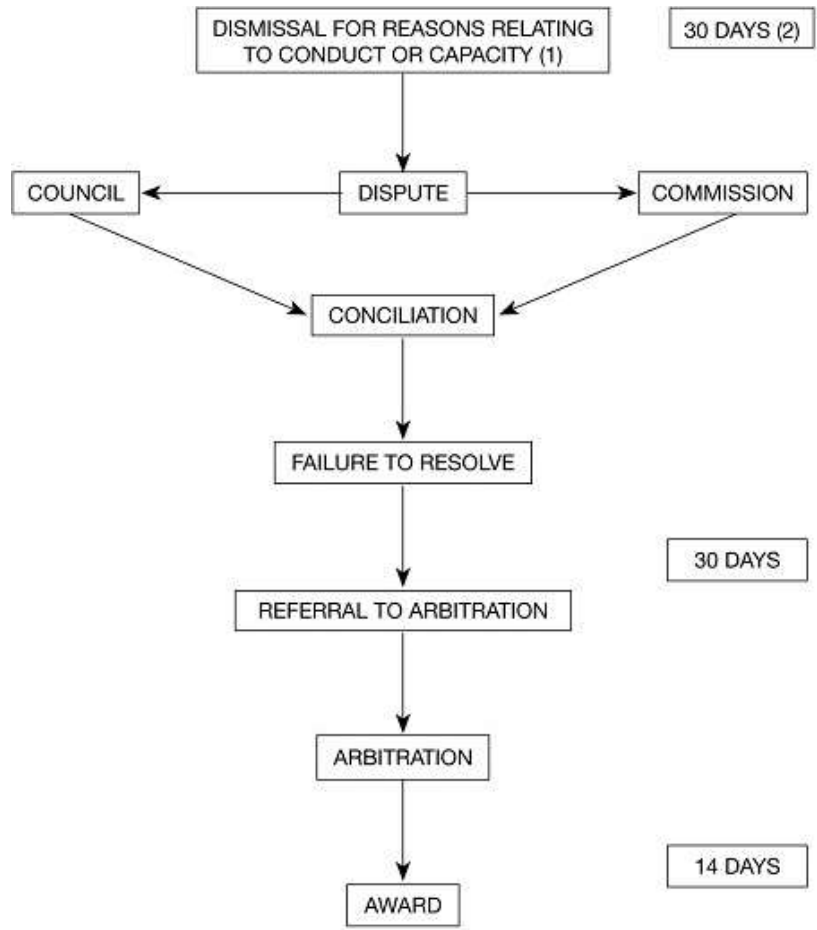 DISMISSAL FOR REASONS RELATING
TO CONDUCT OR CAPACITY (1)
30 DAYS (2)
COUNCIL
DISPUTE
COMMISSION
CONCILIATION
FAILURE TO RESOLVE
30 DAYS
REFERRAL TO ARBITRATION
ARBITRATION
14 DAYS
AWARD